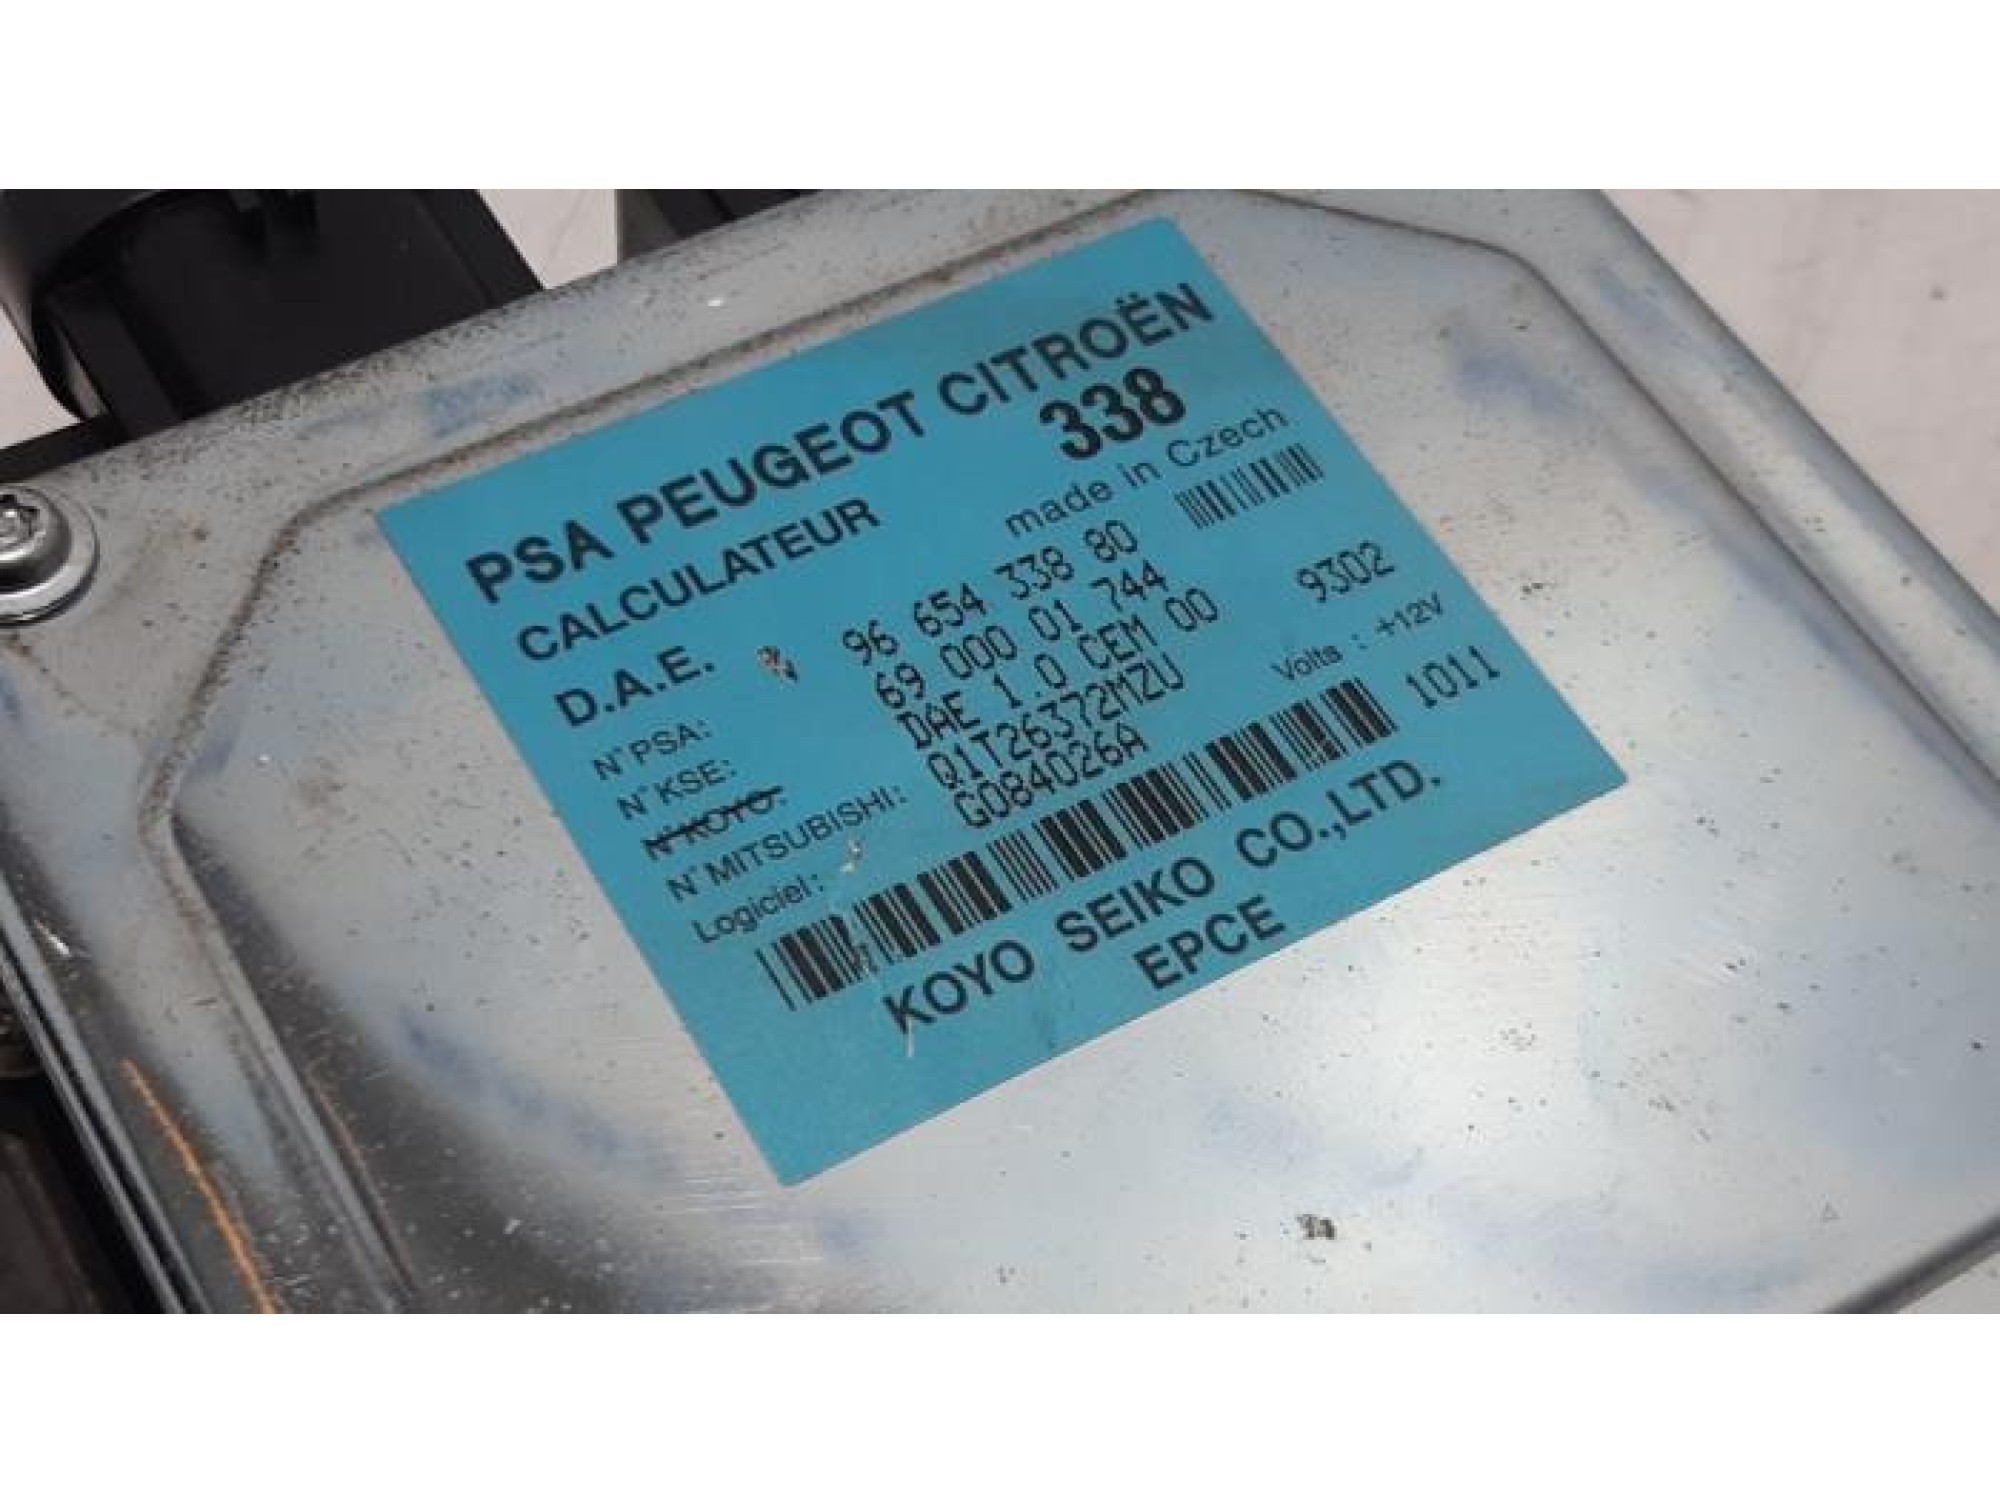 PSA PEUGEOT CITROËN
CALCULATEUR 338
D.A.E. made in Czech
N°PSA: 96 654 338 80
N°KSE: 69 000 01 744
N°KOYO: DAE 1.0 CEM 00 9302
N°MITSUBISHI: Q1T26372MZU Volts : +12V
Logiciel: G084026A 1011
KOYO SEIKO CO.,LTD.
EPCE